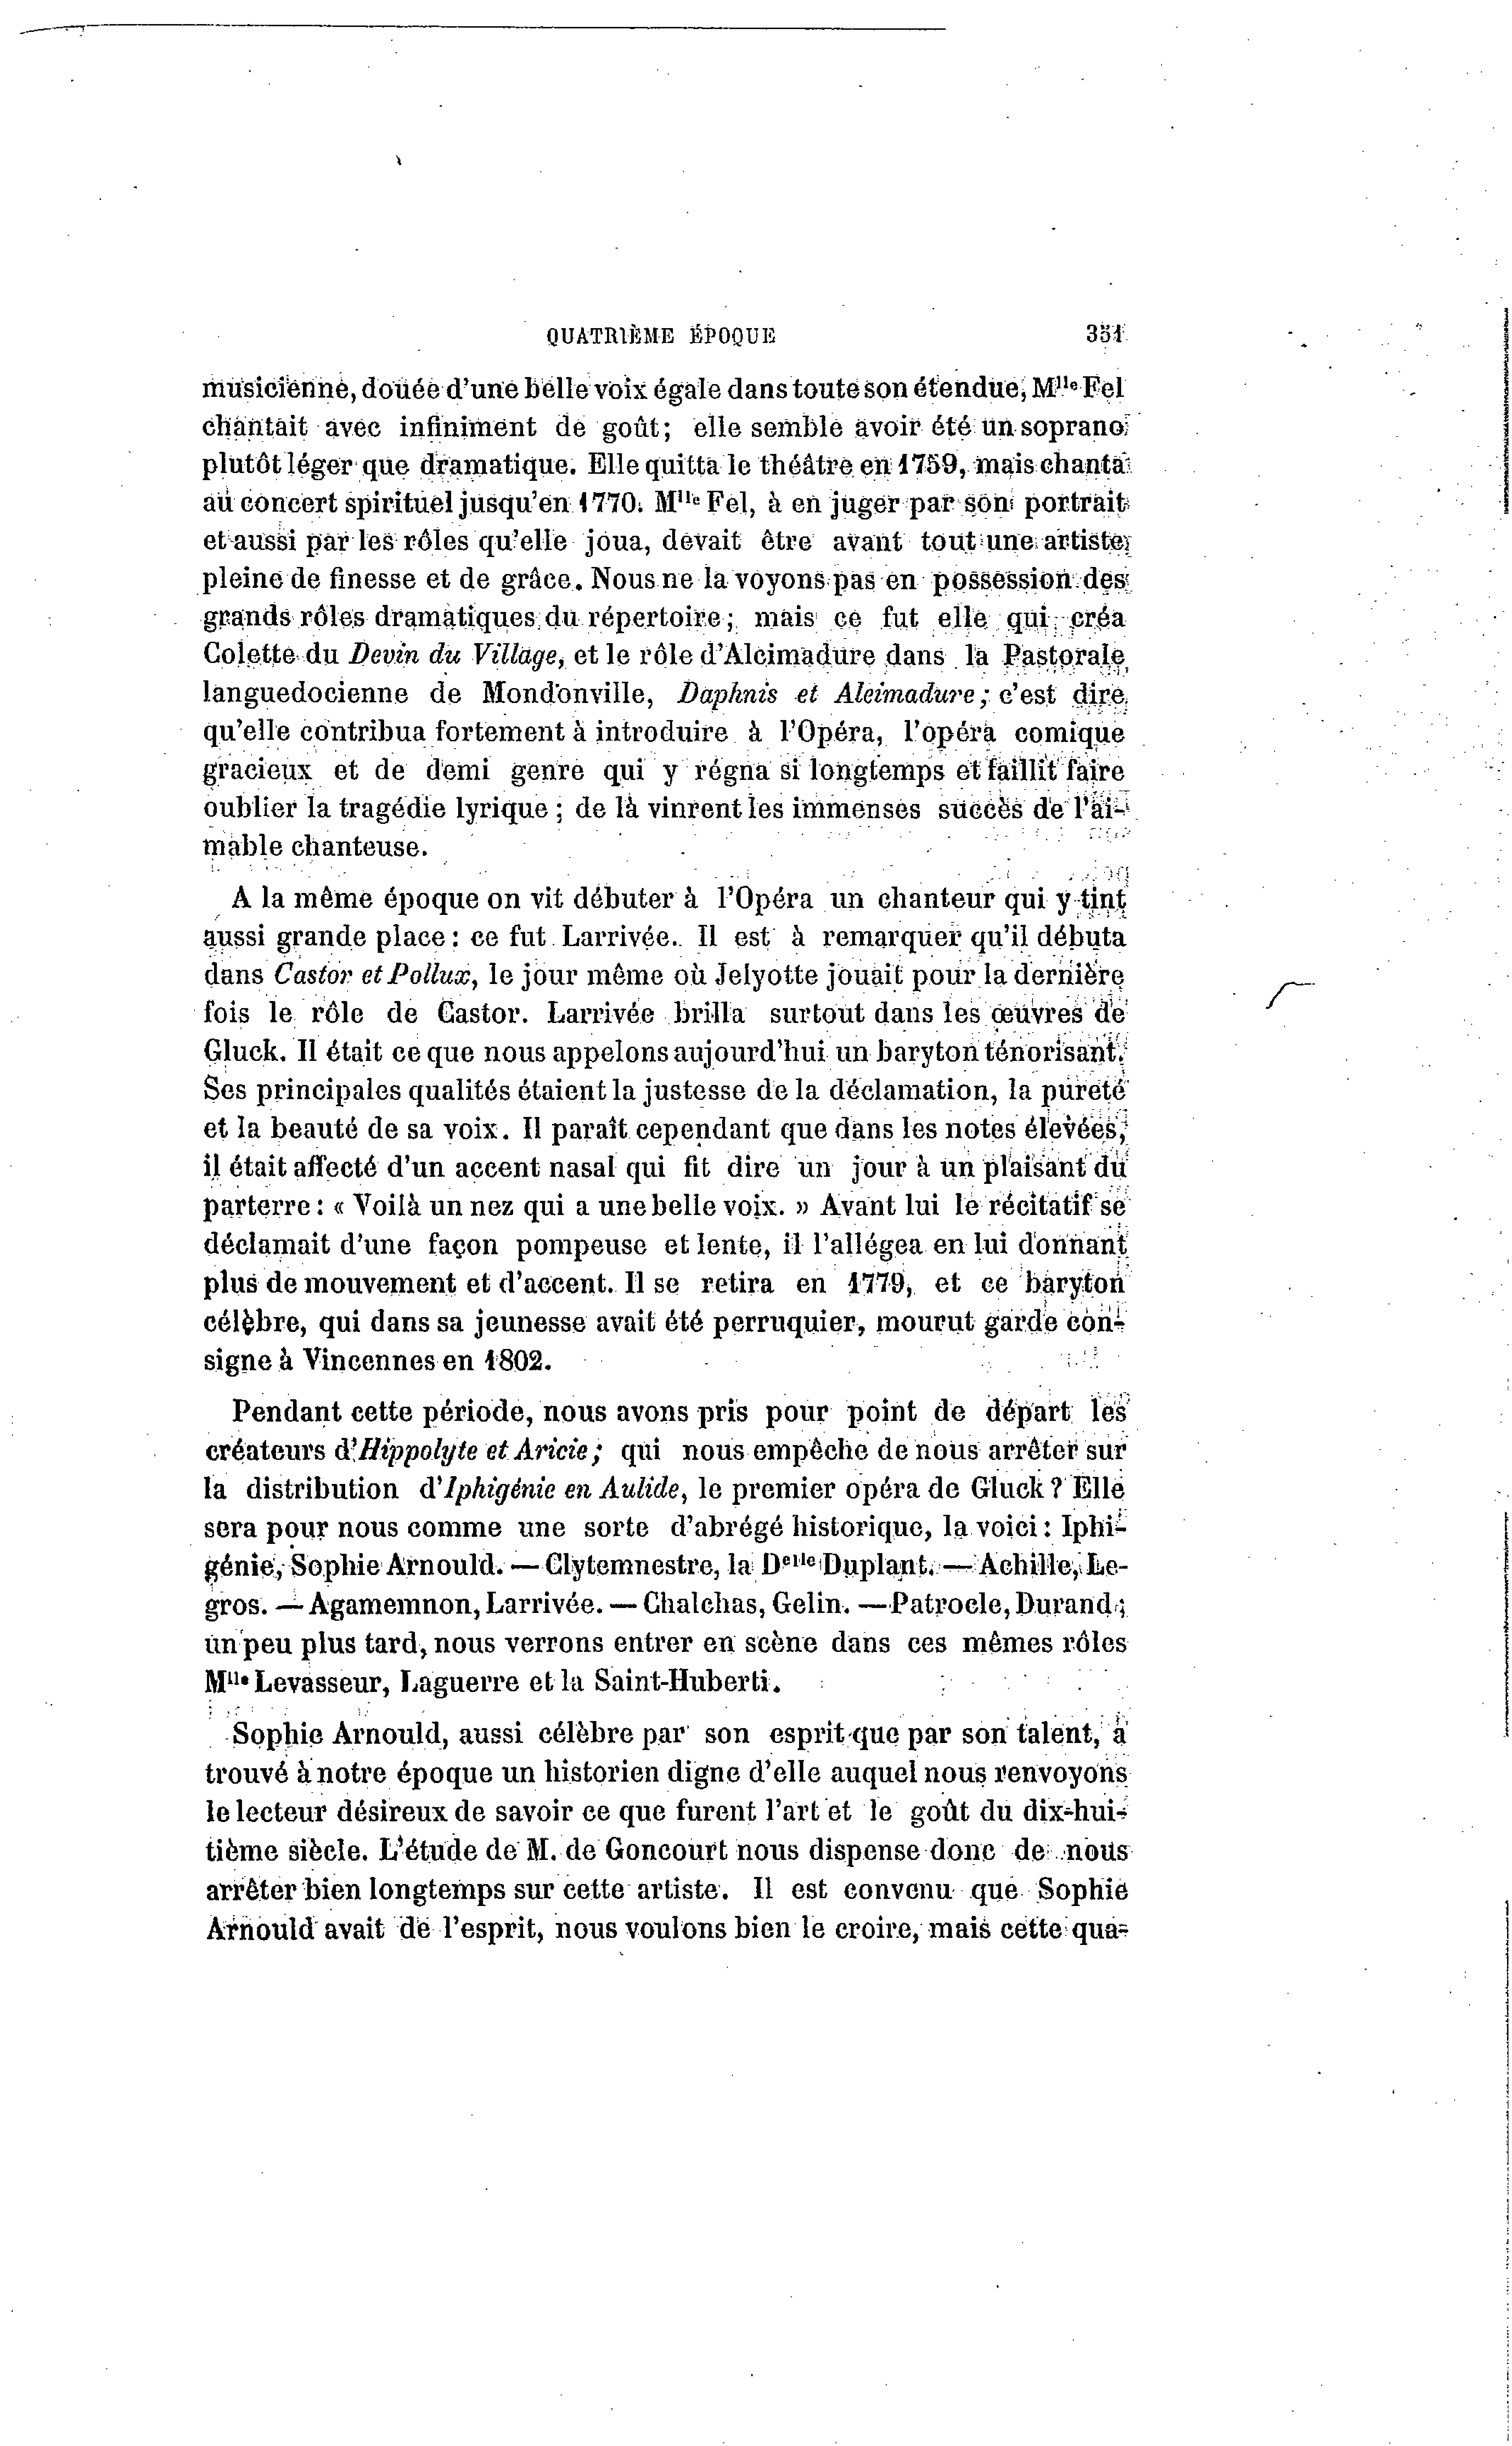 QUATRIÈME ÉPOQUE 351
musicienne, douée d'une belle voix égale dans toute son étendue, Mlle Fel
chantait avec infiniment de goût; elle semble avoir été un soprano
plutôt léger que dramatique. Elle quitta le théâtre en 1759, mais chanta
au concert spirituel jusqu'en 1770. Mlle Fel, à en juger par son portrait
et aussi par les rôles qu'elle joua, devait être avant tout une artiste
pleine de finesse et de grâce. Nous ne la voyons pas en possession des
grands rôles dramatiques du répertoire; mais ce fut elle qui créa
Colette du Devin du Village, et le rôle d'Alcimadure dans la Pastorale
languedocienne de Mondonville, Daphnis et Alcimadure; c'est dire
qu'elle contribua fortement à introduire à l'Opéra, l'opéra comique
gracieux et de demi genre qui y régna si longtemps et faillit faire
oublier la tragédie lyrique; de là vinrent les immenses succès de l'ai-
mable chanteuse.
A la même époque on vit débuter à l'Opéra un chanteur qui y tint
aussi grande place: ce fut Larrivée. Il est à remarquer qu'il débuta
dans Castor et Pollux, le jour même où Jelyotte jouait pour la dernière
fois le rôle de Castor. Larrivée brilla surtout dans les œuvres de
Gluck. Il était ce que nous appelons aujourd'hui un baryton ténorisant.
Ses principales qualités étaient la justesse de la déclamation, la pureté
et la beauté de sa voix. Il paraît cependant que dans les notes élevées,
il était affecté d'un accent nasal qui fit dire un jour à un plaisant du
parterre: « Voilà un nez qui a une belle voix. » Avant lui le récitatif se
déclamait d'une façon pompeuse et lente, il l'allégea en lui donnant
plus de mouvement et d'accent. Il se retira en 1779, et ce baryton
célèbre, qui dans sa jeunesse avait été perruquier, mourut garde con-
signe à Vincennes en 1802.
Pendant cette période, nous avons pris pour point de départ les
créateurs d'Hippolyte et Aricie; qui nous empêche de nous arrêter sur
la distribution d'Iphigénie en Aulide, le premier opéra de Gluck? Elle
sera pour nous comme une sorte d'abrégé historique, la voici: Iphi-
génie, Sophie Arnould. — Clytemnestre, la Delle Duplant. — Achille, Le-
gros. — Agamemnon, Larrivée. — Chalchas, Gelin. — Patrocle, Durand;
un peu plus tard, nous verrons entrer en scène dans ces mêmes rôles
Mlle Levasseur, Laguerre et la Saint-Huberti.
Sophie Arnould, aussi célèbre par son esprit que par son talent, a
trouvé à notre époque un historien digne d'elle auquel nous renvoyons
le lecteur désireux de savoir ce que furent l'art et le goût du dix-hui-
tième siècle. L'étude de M. de Goncourt nous dispense donc de nous
arrêter bien longtemps sur cette artiste. Il est convenu que Sophie
Arnould avait de l'esprit, nous voulons bien le croire, mais cette qua-